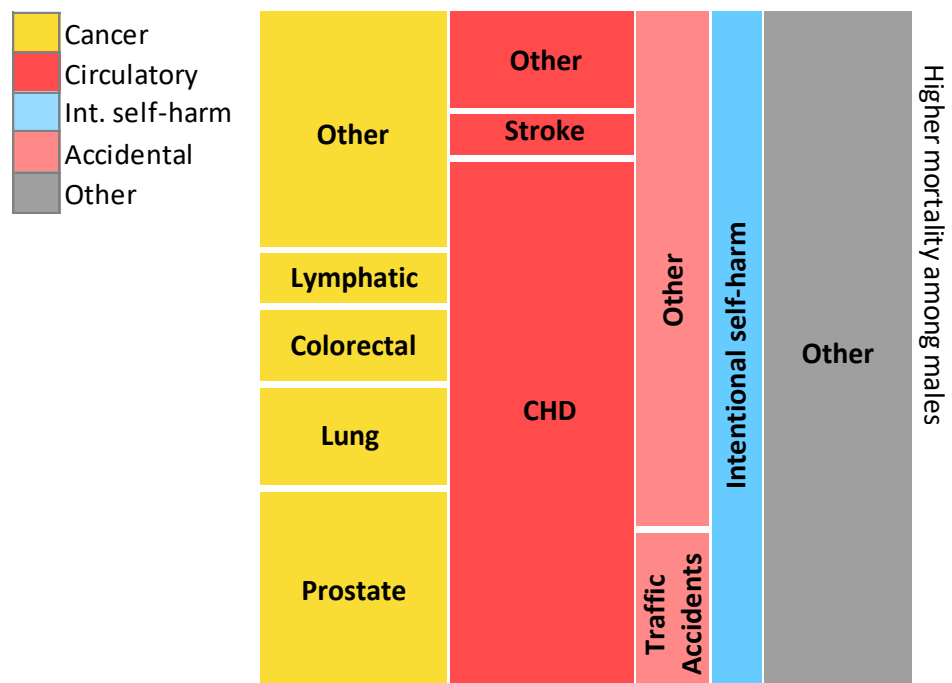 Cancer
Circulatory
Int. self-harm
Accidental
Other
Other
Lymphatic
Colorectal
Lung
Prostate
Other
Stroke
CHD
Other
Traffic
Accidents
Intentional self-harm
Other
Higher mortality among males